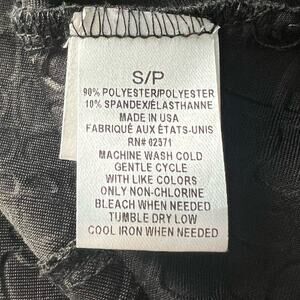 S/P
90% POLYESTER/POLYESTER
10% SPANDEX/ÉLASTHANNE
MADE IN USA
FABRIQUÉ AUX ÉTATS-UNIS
RN# 02571
MACHINE WASH COLD
GENTLE CYCLE
WITH LIKE COLORS
ONLY NON-CHLORINE
BLEACH WHEN NEEDED
TUMBLE DRY LOW
COOL IRON WHEN NEEDED